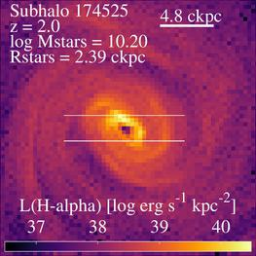 Subhalo 174525
4.8 ckpc
z = 2.0
log Mstars = 10.20
Rstars = 2.39 ckpc
L(H-alpha) [log erg s⁻¹ kpc⁻²]
37 38 39 40